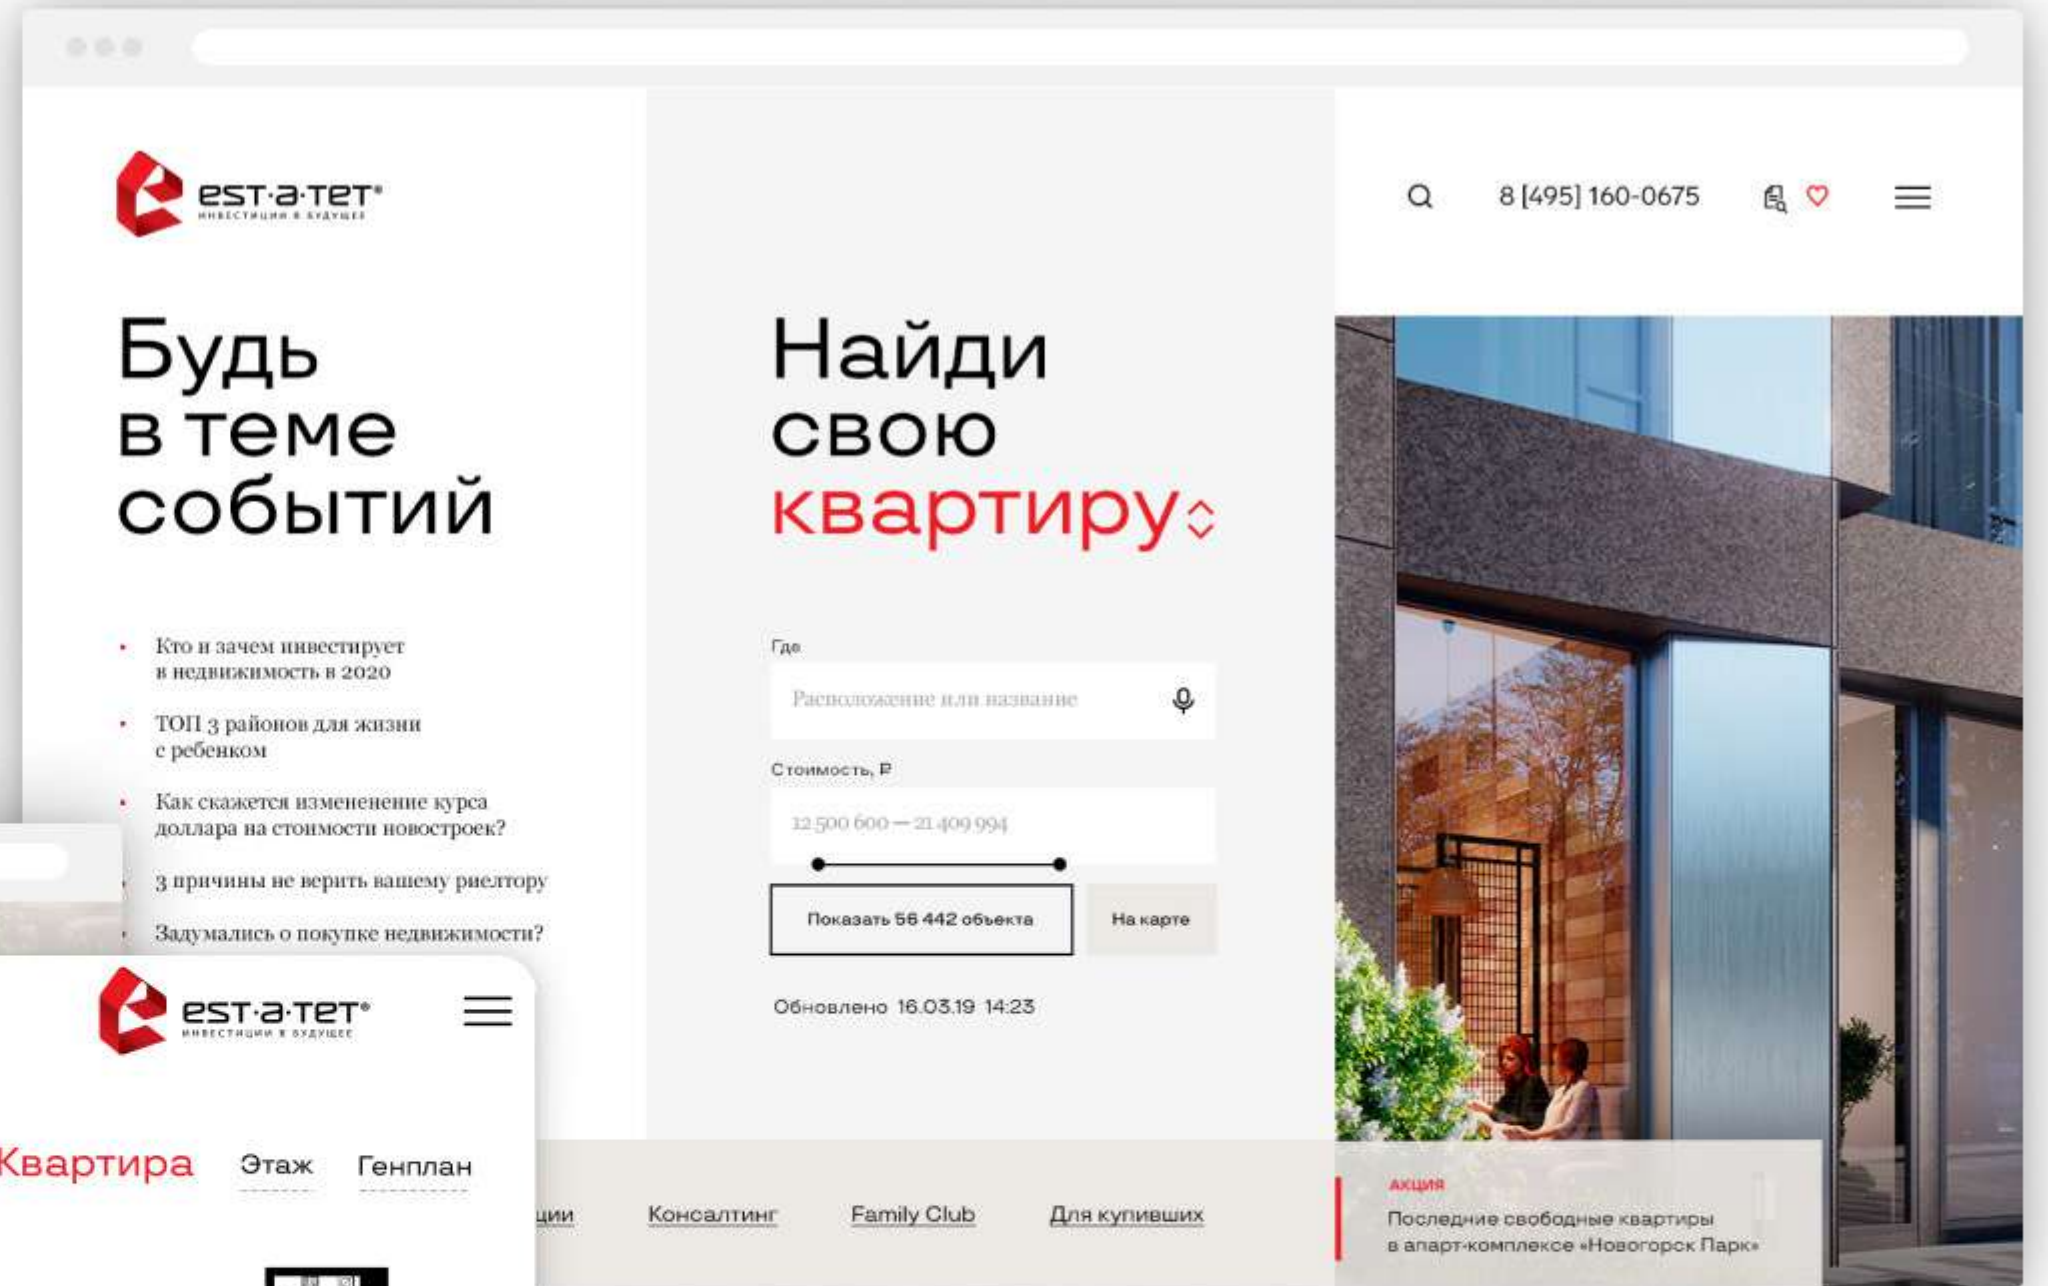 est·a·тет®
ИНВЕСТИЦИИ В БУДУЩЕЕ
8 [495] 160-0675
Будь
в теме
событий
Кто и зачем инвестирует
в недвижимость в 2020
ТОП 3 районов для жизни
с ребенком
Как скажется измененение курса
доллара на стоимости новостроек?
3 причины не верить вашему риелтору
Задумались о покупке недвижимости?
Найди
свою
квартиру
Где
Расположение или название
Стоимость, ₽
12 500 600 — 21 409 994
Показать 56 442 объекта
На карте
Обновлено 16.03.19 14:23
est·a·тет®
ИНВЕСТИЦИИ В БУДУЩЕЕ
Квартира
Этаж
Генплан
ции
Консалтинг
Family Club
Для купивших
АКЦИЯ
Последние свободные квартиры
в апарт-комплексе «Новогорск Парк»